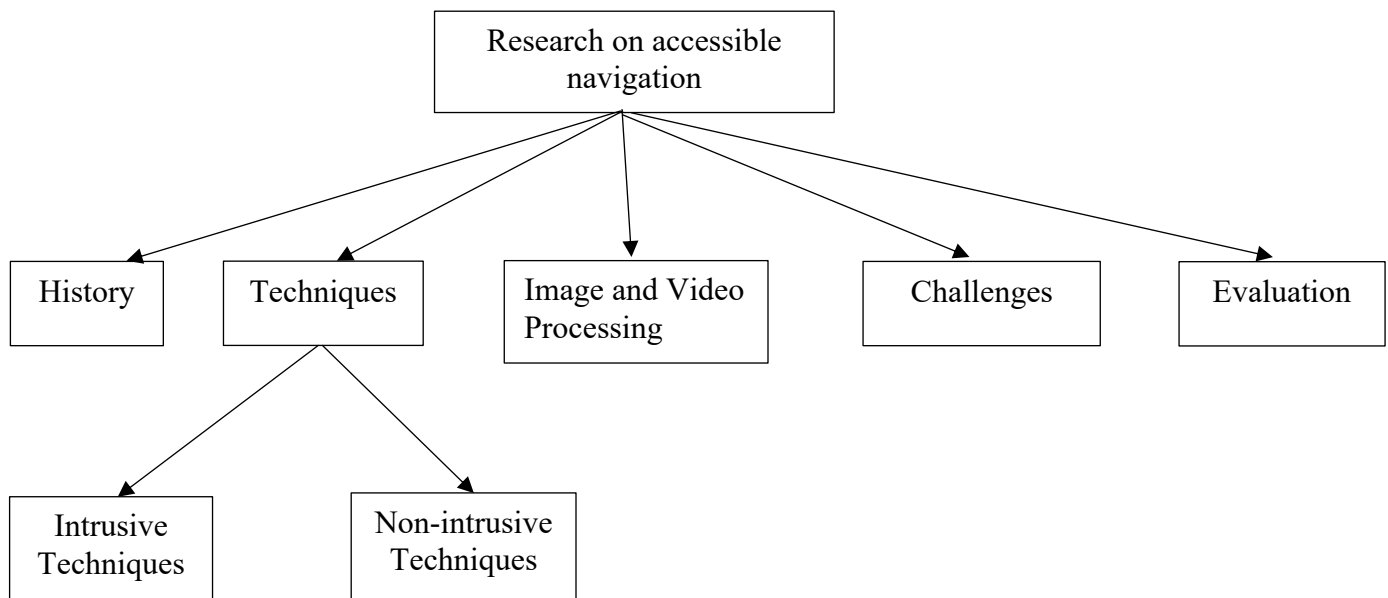 Research on accessible
navigation
History
Techniques
Image and Video
Processing
Challenges
Evaluation
Intrusive
Techniques
Non-intrusive
Techniques